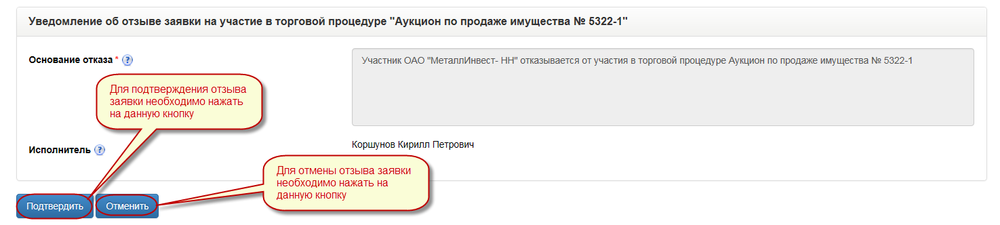 Уведомление об отзыве заявки на участие в торговой процедуре "Аукцион по продаже имущества № 5322-1"
Основание отказа * ?
Участник ОАО "МеталлИнвест- НН" отказывается от участия в торговой процедуре Аукцион по продаже имущества № 5322-1
Для подтверждения отзыва
заявки необходимо нажать
на данную кнопку
Исполнитель ?
Коршунов Кирилл Петрович
Для отмены отзыва заявки
необходимо нажать на
данную кнопку
Подтвердить
Отменить